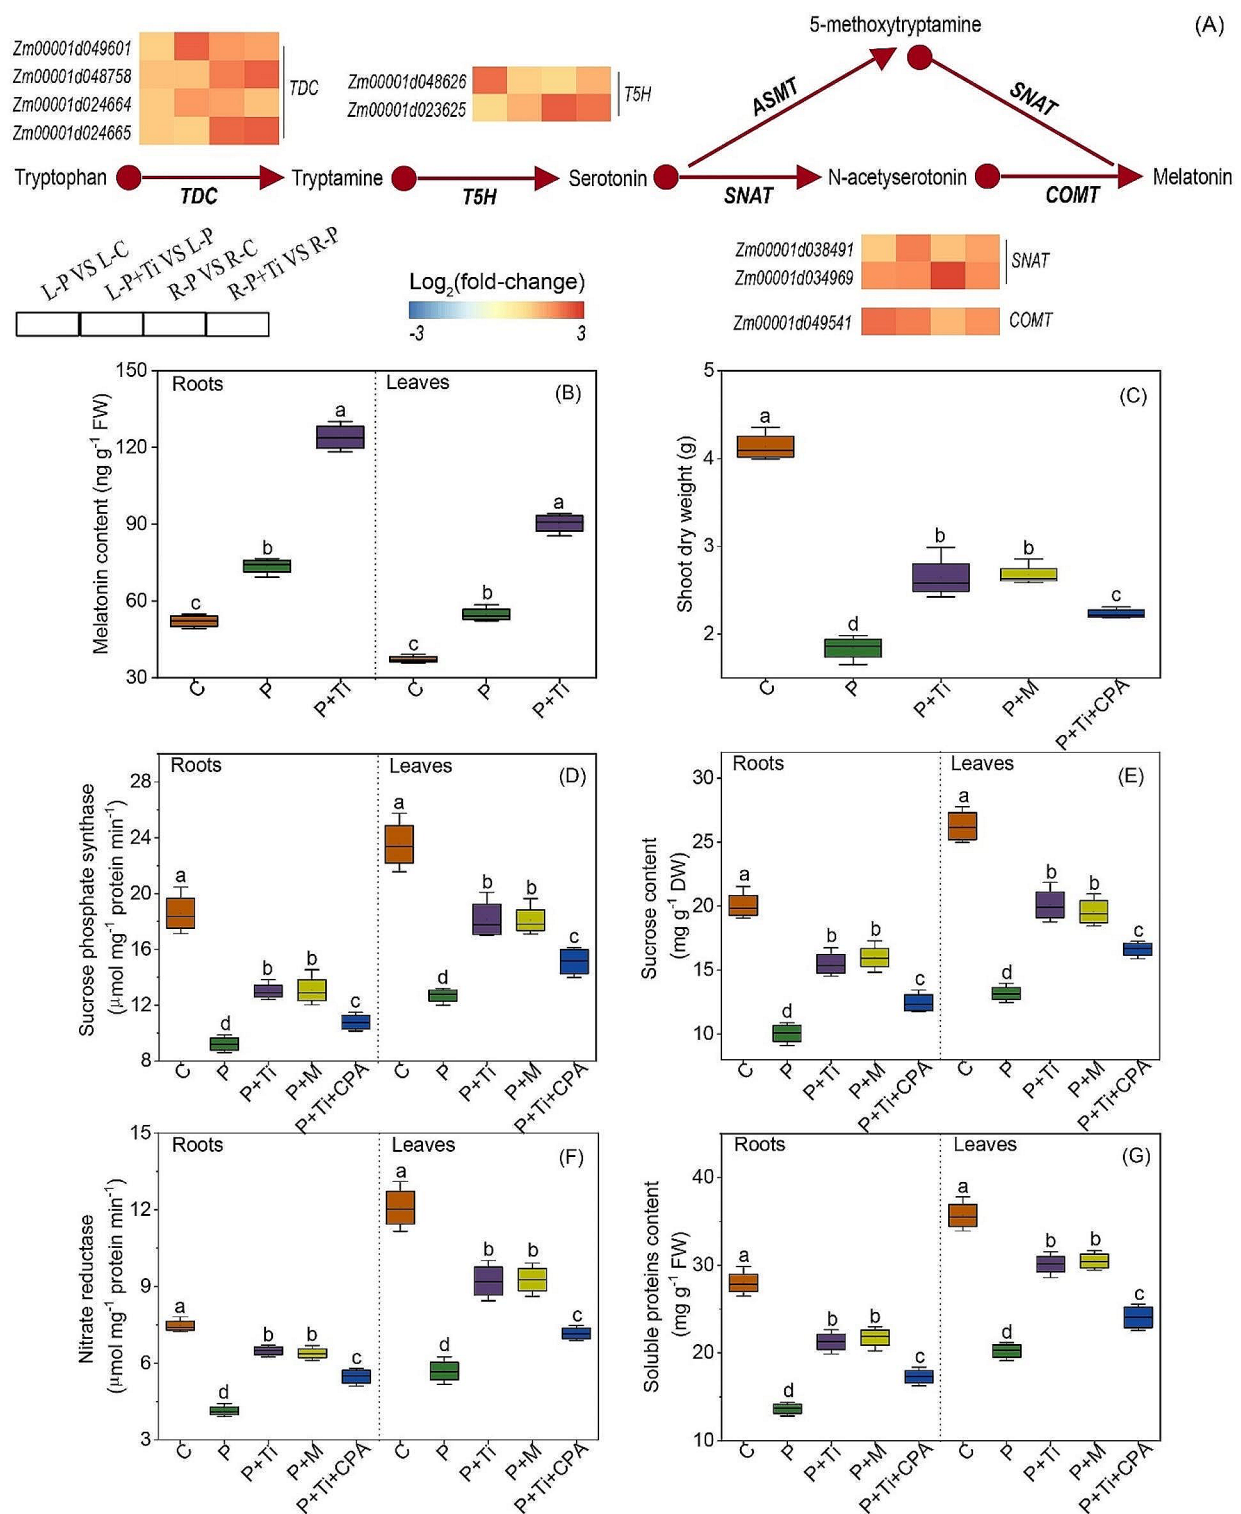 (A)
5-methoxytryptamine
Zm00001d049601
Zm00001d048758
Zm00001d024664
Zm00001d024665
TDC
Zm00001d048626
Zm00001d023625
T5H
ASMT
SNAT
Tryptophan
TDC
Tryptamine
T5H
Serotonin
SNAT
N-acetyserotonin
COMT
Melatonin
L-P VS L-C
L-P+Ti VS L-P
R-P VS R-C
R-P+Ti VS R-P
Log2(fold-change)
-3 3
Zm00001d038491
Zm00001d034969
SNAT
Zm00001d049541
COMT
Roots
Leaves
(B)
Melatonin content (ng g-1 FW)
150
120
90
60
30
c b a c b a
C P P+Ti C P P+Ti
(C)
Shoot dry weight (g)
5
4
3
2
a d b b c
C P P+Ti P+M P+Ti+CPA
Roots
Leaves
(D)
Sucrose phosphate synthase
(μmol mg-1 protein min-1)
28
24
20
16
12
8
a d b b c a d b b c
C P P+Ti P+M P+Ti+CPA C P P+Ti P+M P+Ti+CPA
Roots
Leaves
(E)
Sucrose content
(mg g-1 DW)
30
25
20
15
10
a d b b c a d b b c
C P P+Ti P+M P+Ti+CPA C P P+Ti P+M P+Ti+CPA
Roots
Leaves
(F)
Nitrate reductase
(μmol mg-1 protein min-1)
15
12
9
6
3
a d b b c a d b b c
C P P+Ti P+M P+Ti+CPA C P P+Ti P+M P+Ti+CPA
Roots
Leaves
(G)
Soluble proteins content
(mg g-1 FW)
40
30
20
10
a d b b c a d b b c
C P P+Ti P+M P+Ti+CPA C P P+Ti P+M P+Ti+CPA